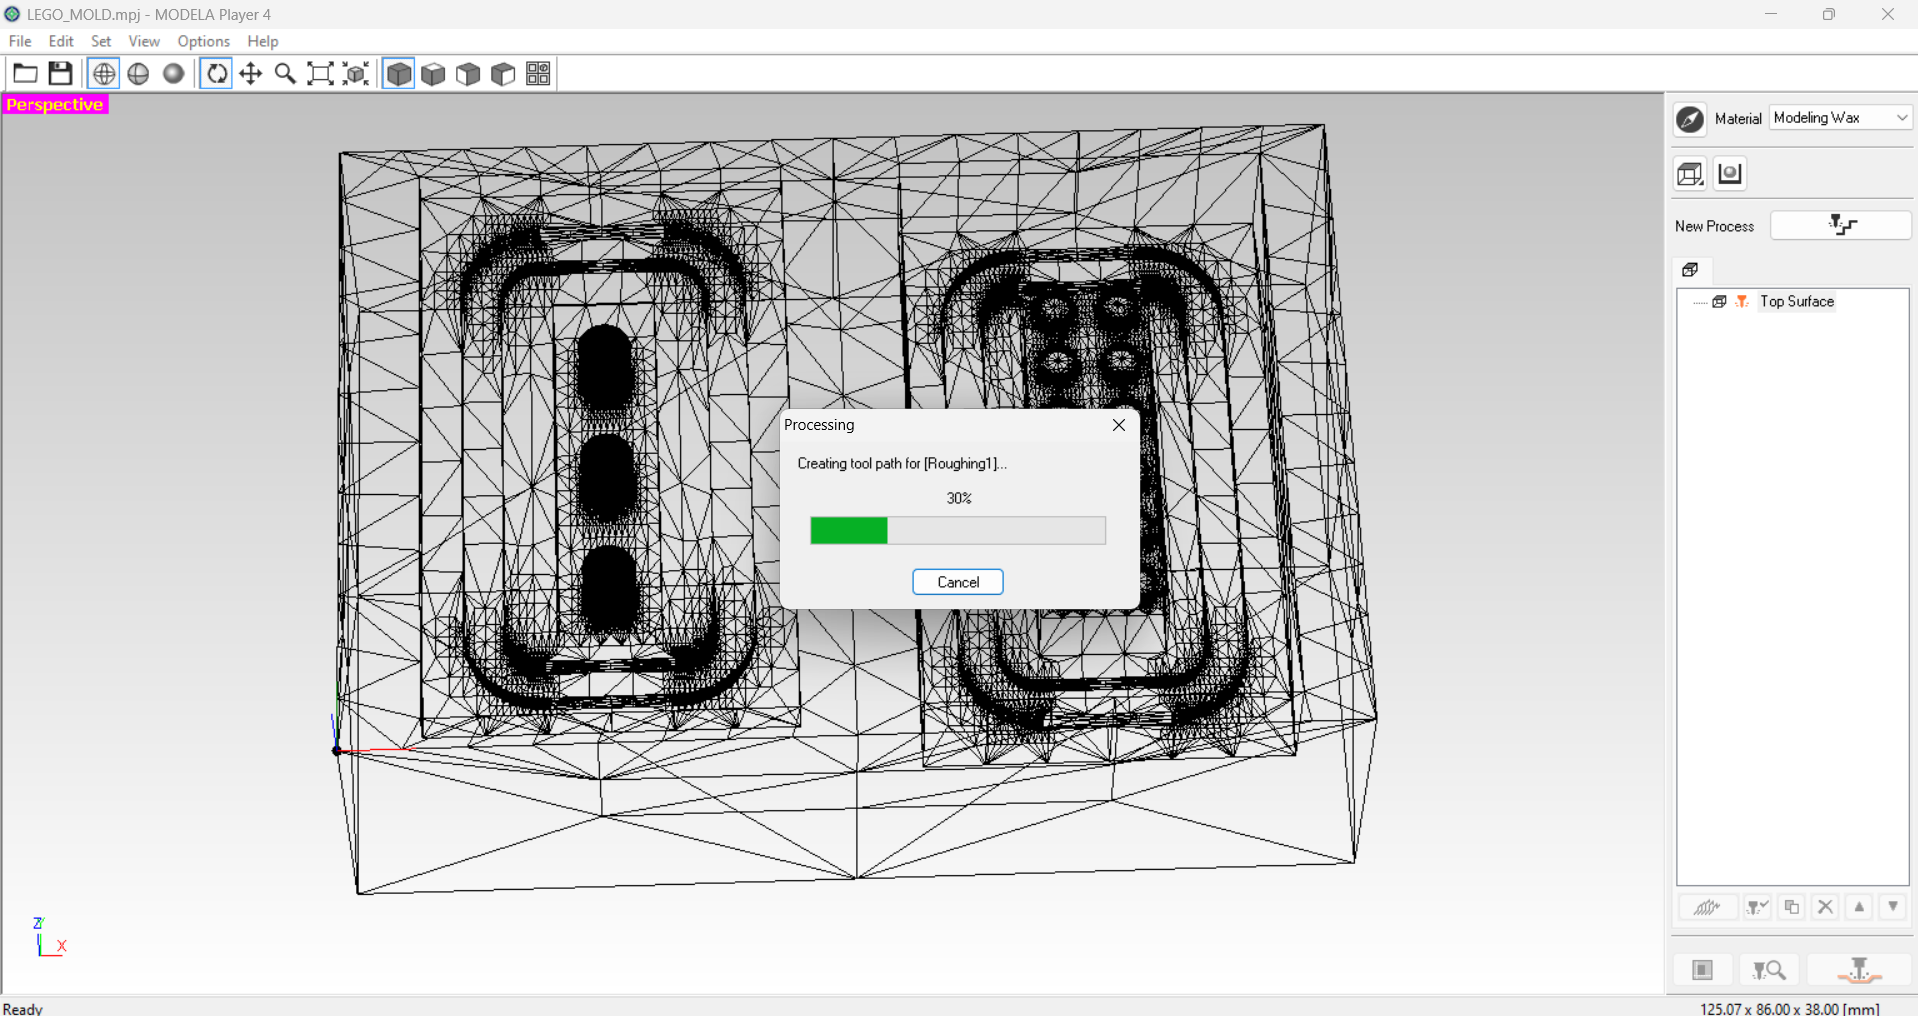 LEGO_MOLD.mpj - MODELA Player 4
File Edit Set View Options Help
Perspective
Material Modeling Wax
New Process
Top Surface
Processing
Creating tool path for [Roughing1]...
30%
Cancel
Z
X
Ready
125.07 x 86.00 x 38.00 [mm]